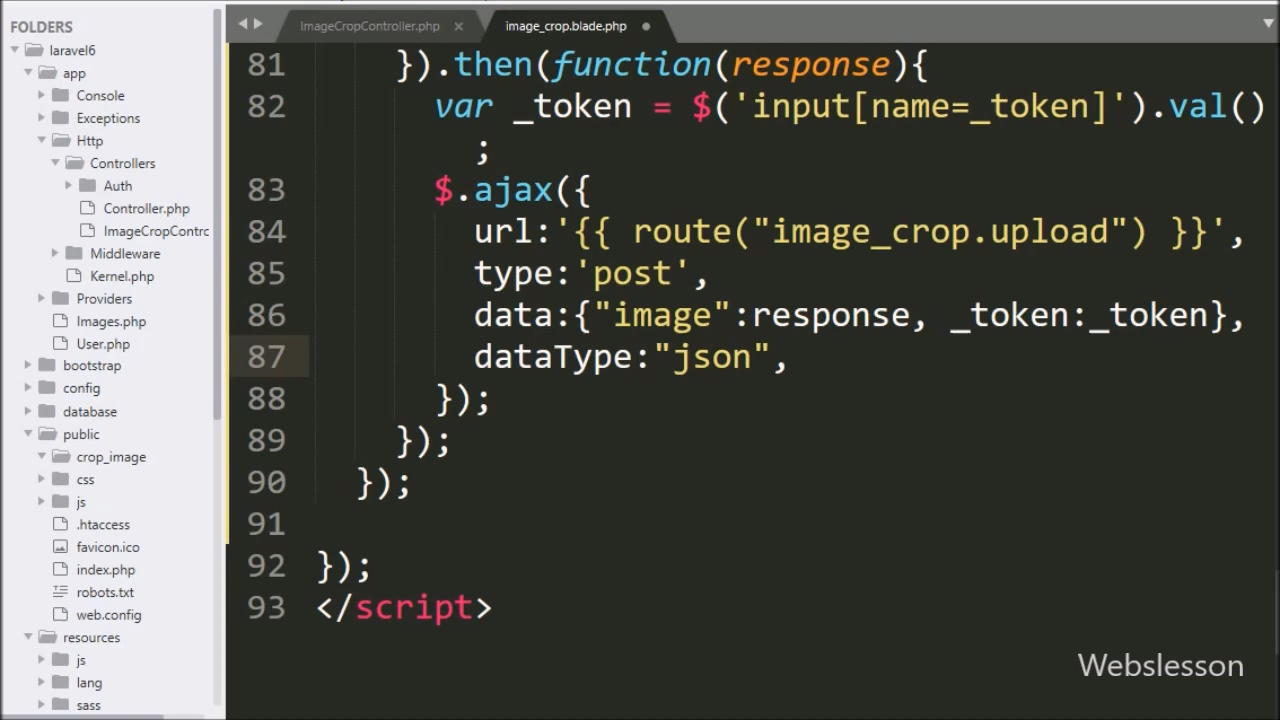 FOLDERS
laravel6
app
Console
Exceptions
Http
Controllers
Auth
Controller.php
ImageCropContrc
Middleware
Kernel.php
Providers
Images.php
User.php
bootstrap
config
database
public
crop_image
css
js
.htaccess
favicon.ico
index.php
robots.txt
web.config
resources
js
lang
sass
ImageCropController.php
image_crop.blade.php
81 }).then(function(response){
82 var _token = $('input[name=_token]').val()
;
83 $.ajax({
84 url:'{{ route("image_crop.upload") }}',
85 type:'post',
86 data:{"image":response, _token:_token},
87 dataType:"json",
88 });
89 });
90 });
91
92 });
93 </script>
Webslesson